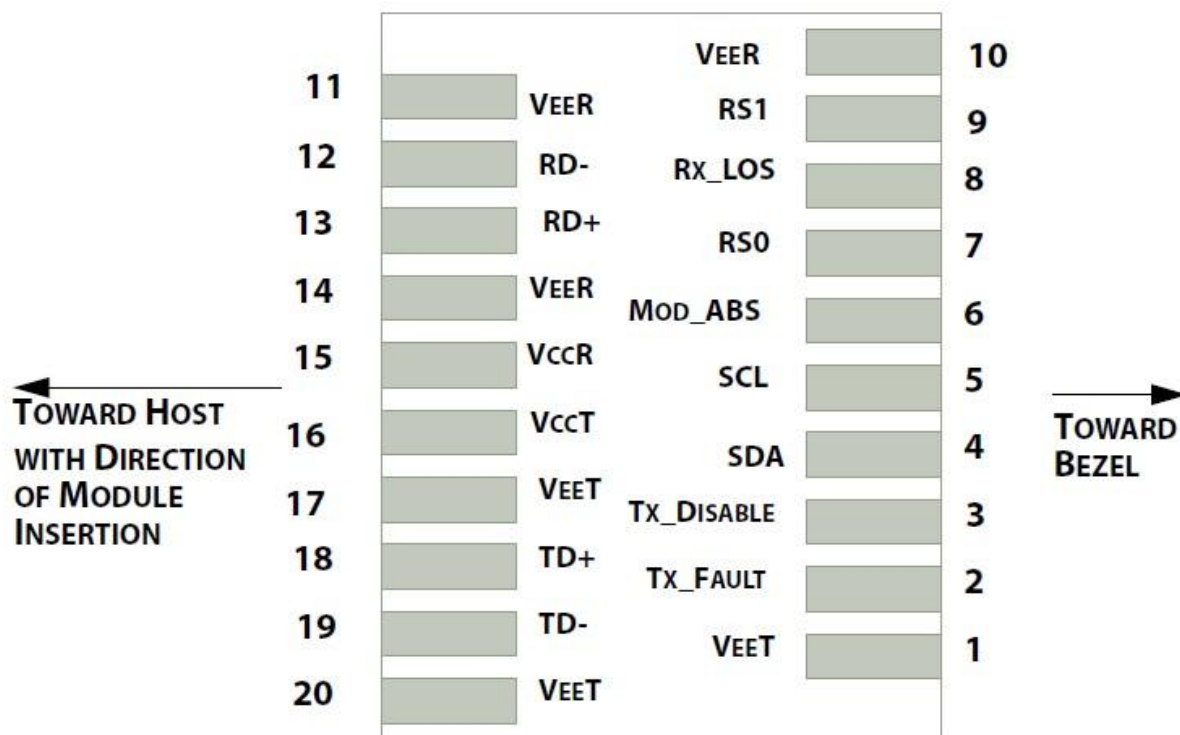 VEER
10
11
VEER
RS1
9
12
RD-
RX_LOS
8
13
RD+
RS0
7
14
VEER
MOD_ABS
6
15
VCCR
SCL
5
TOWARD HOST
WITH DIRECTION
OF MODULE
INSERTION
16
VCCT
SDA
4
TOWARD
BEZEL
17
VEET
TX_DISABLE
3
18
TD+
TX_FAULT
2
19
TD-
VEET
1
20
VEET